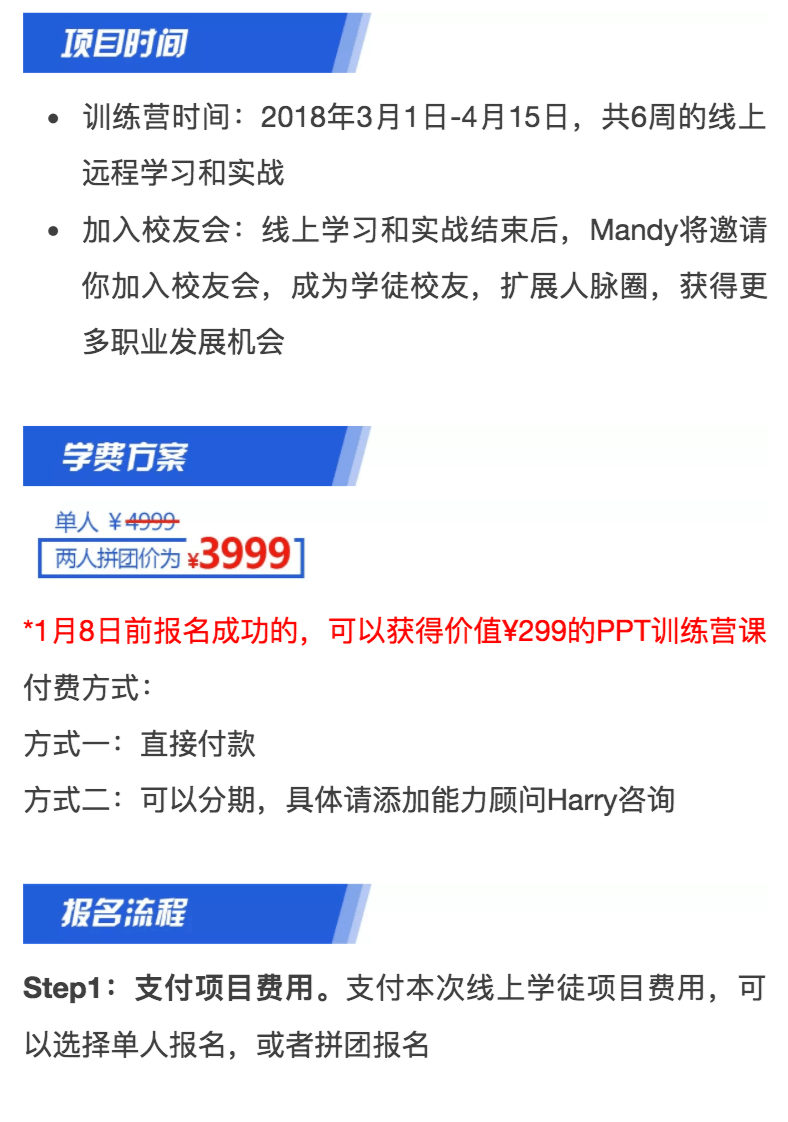 项目时间
训练营时间：2018年3月1日-4月15日，共6周的线上
远程学习和实战
加入校友会：线上学习和实战结束后，Mandy将邀请
你加入校友会，成为学徒校友，扩展人脉圈，获得更
多职业发展机会
学费方案
单人 ¥4999
两人拼团价为 ¥3999
*1月8日前报名成功的，可以获得价值¥299的PPT训练营课
付费方式：
方式一：直接付款
方式二：可以分期，具体请添加能力顾问Harry咨询
报名流程
Step1：支付项目费用。支付本次线上学徒项目费用，可
以选择单人报名，或者拼团报名